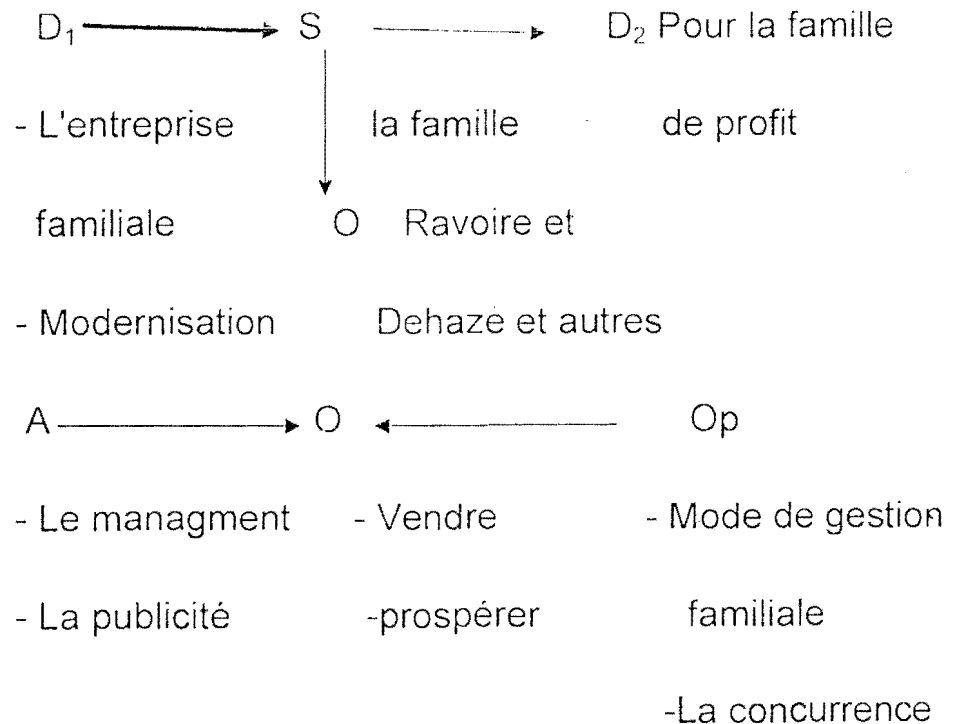 D₁ S D₂ Pour la famille
- L'entreprise la famille de profit
familiale O Ravoire et
- Modernisation Dehaze et autres
A O Op
- Le managment - Vendre - Mode de gestion
- La publicité -prospérer familiale
-La concurrence